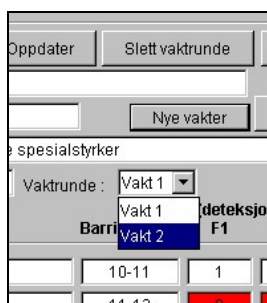 Oppdater Slett vaktrunde
Nye vakter
e spesialstyrker
Vaktrunde : Vakt 1
Vakt 1 (deteksjo
Barri Vakt 2 F1
10-11 1